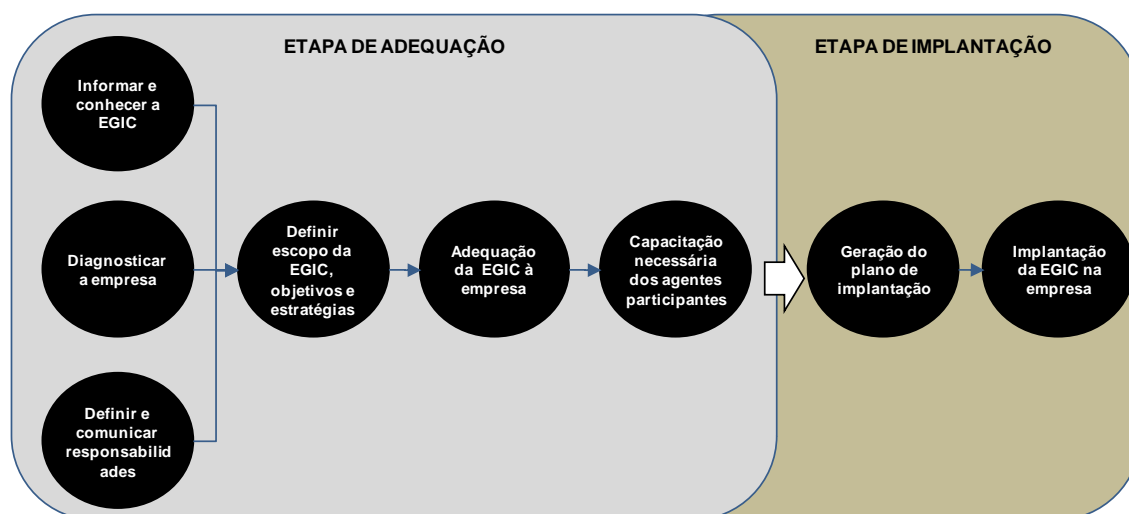 ETAPA DE ADEQUAÇÃO
ETAPA DE IMPLANTAÇÃO
Informar e
conhecer a
EGIC
Diagnosticar
a empresa
Definir e
comunicar
responsabilid
ades
Definir
escopo da
EGIC,
objetivos e
estratégias
Adequação
da EGIC à
empresa
Capacitação
necessária
dos agentes
participantes
Geração do
plano de
implantação
Implantação
da EGIC na
empresa